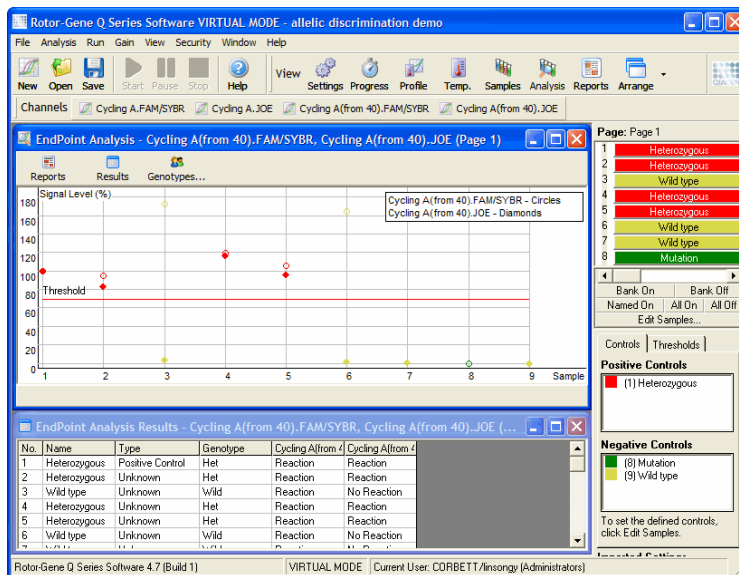 Rotor-Gene Q Series Software VIRTUAL MODE - allelic discrimination demo
File Analysis Run Gain View Security Window Help
New Open Save Start Pause Stop Help View Settings Progress Profile Temp. Samples Analysis Reports Arrange
Channels Cycling A.FAM/SYBR Cycling A.JOE Cycling A(from 40).FAM/SYBR Cycling A(from 40).JOE
EndPoint Analysis - Cycling A(from 40).FAM/SYBR, Cycling A(from 40).JOE (Page 1)
Reports Results Genotypes...
Signal Level (%)
Cycling A(from 40).FAM/SYBR - Circles
Cycling A(from 40).JOE - Diamonds
180
160
140
120
100
80
60
40
20
0
Threshold
1 2 3 4 5 6 7 8 9 Sample
EndPoint Analysis Results - Cycling A(from 40).FAM/SYBR, Cycling A(from 40).JOE (...
No. Name Type Genotype Cycling A(from 4 Cycling A(from 4
1 Heterozygous Positive Control Het Reaction Reaction
2 Heterozygous Unknown Het Reaction Reaction
3 Wild type Unknown Wild Reaction No Reaction
4 Heterozygous Unknown Het Reaction Reaction
5 Heterozygous Unknown Het Reaction Reaction
6 Wild type Unknown Wild Reaction No Reaction
Page: Page 1
1 Heterozygous
2 Heterozygous
3 Wild type
4 Heterozygous
5 Heterozygous
6 Wild type
7 Wild type
8 Mutation
Bank On Bank Off
Named On All On All Off
Edit Samples...
Controls Thresholds
Positive Controls
(1) Heterozygous
Negative Controls
(8) Mutation
(9) Wild type
To set the defined controls,
click Edit Samples.
Rotor-Gene Q Series Software 4.7 (Build 1) VIRTUAL MODE Current User: CORBETT/linsongy (Administrators)